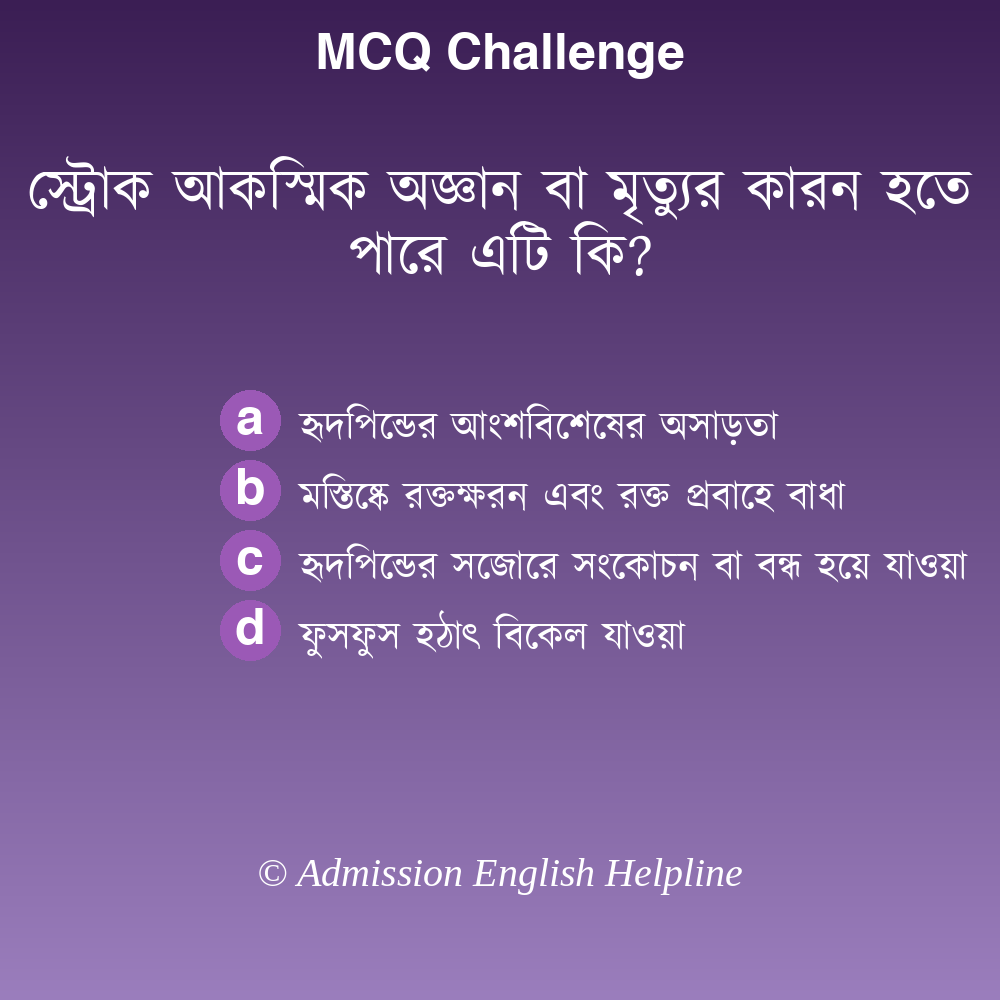 MCQ Challenge
স্ট্রোক আকস্মিক অজ্ঞান বা মৃত্যুর কারন হতে
পারে এটি কি?
a হৃদপিন্ডের আংশবিশেষের অসাড়তা
b মস্তিষ্কে রক্তক্ষরন এবং রক্ত প্রবাহে বাধা
c হৃদপিন্ডের সজোরে সংকোচন বা বন্ধ হয়ে যাওয়া
d ফুসফুস হঠাৎ বিকেল যাওয়া
© Admission English Helpline